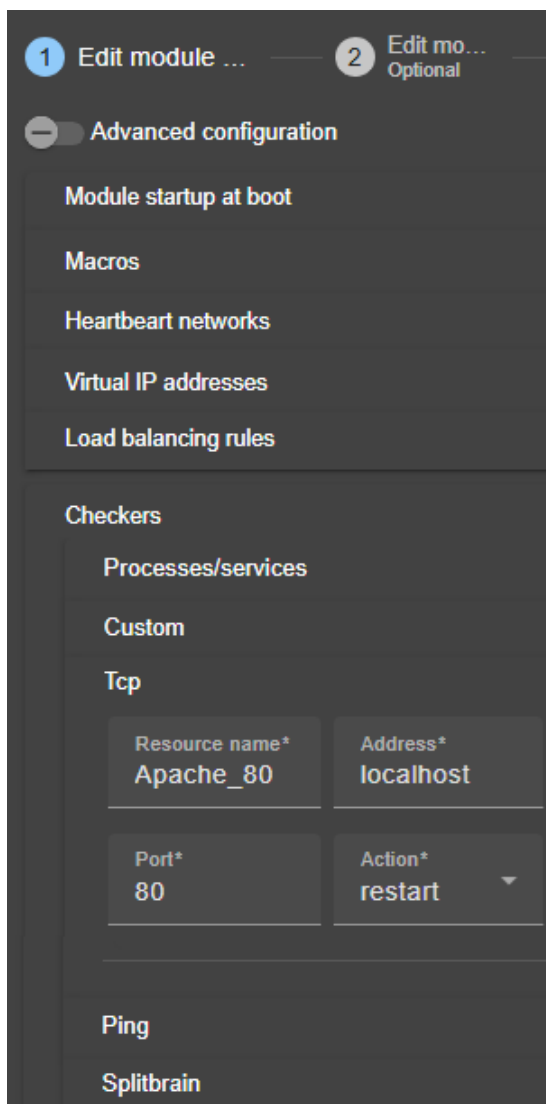 1 Edit module ... 2 Edit mo...
Optional
Advanced configuration
Module startup at boot
Macros
Heartbeart networks
Virtual IP addresses
Load balancing rules
Checkers
Processes/services
Custom
Tcp
Resource name* Address*
Apache_80 localhost
Port* Action*
80 restart
Ping
Splitbrain